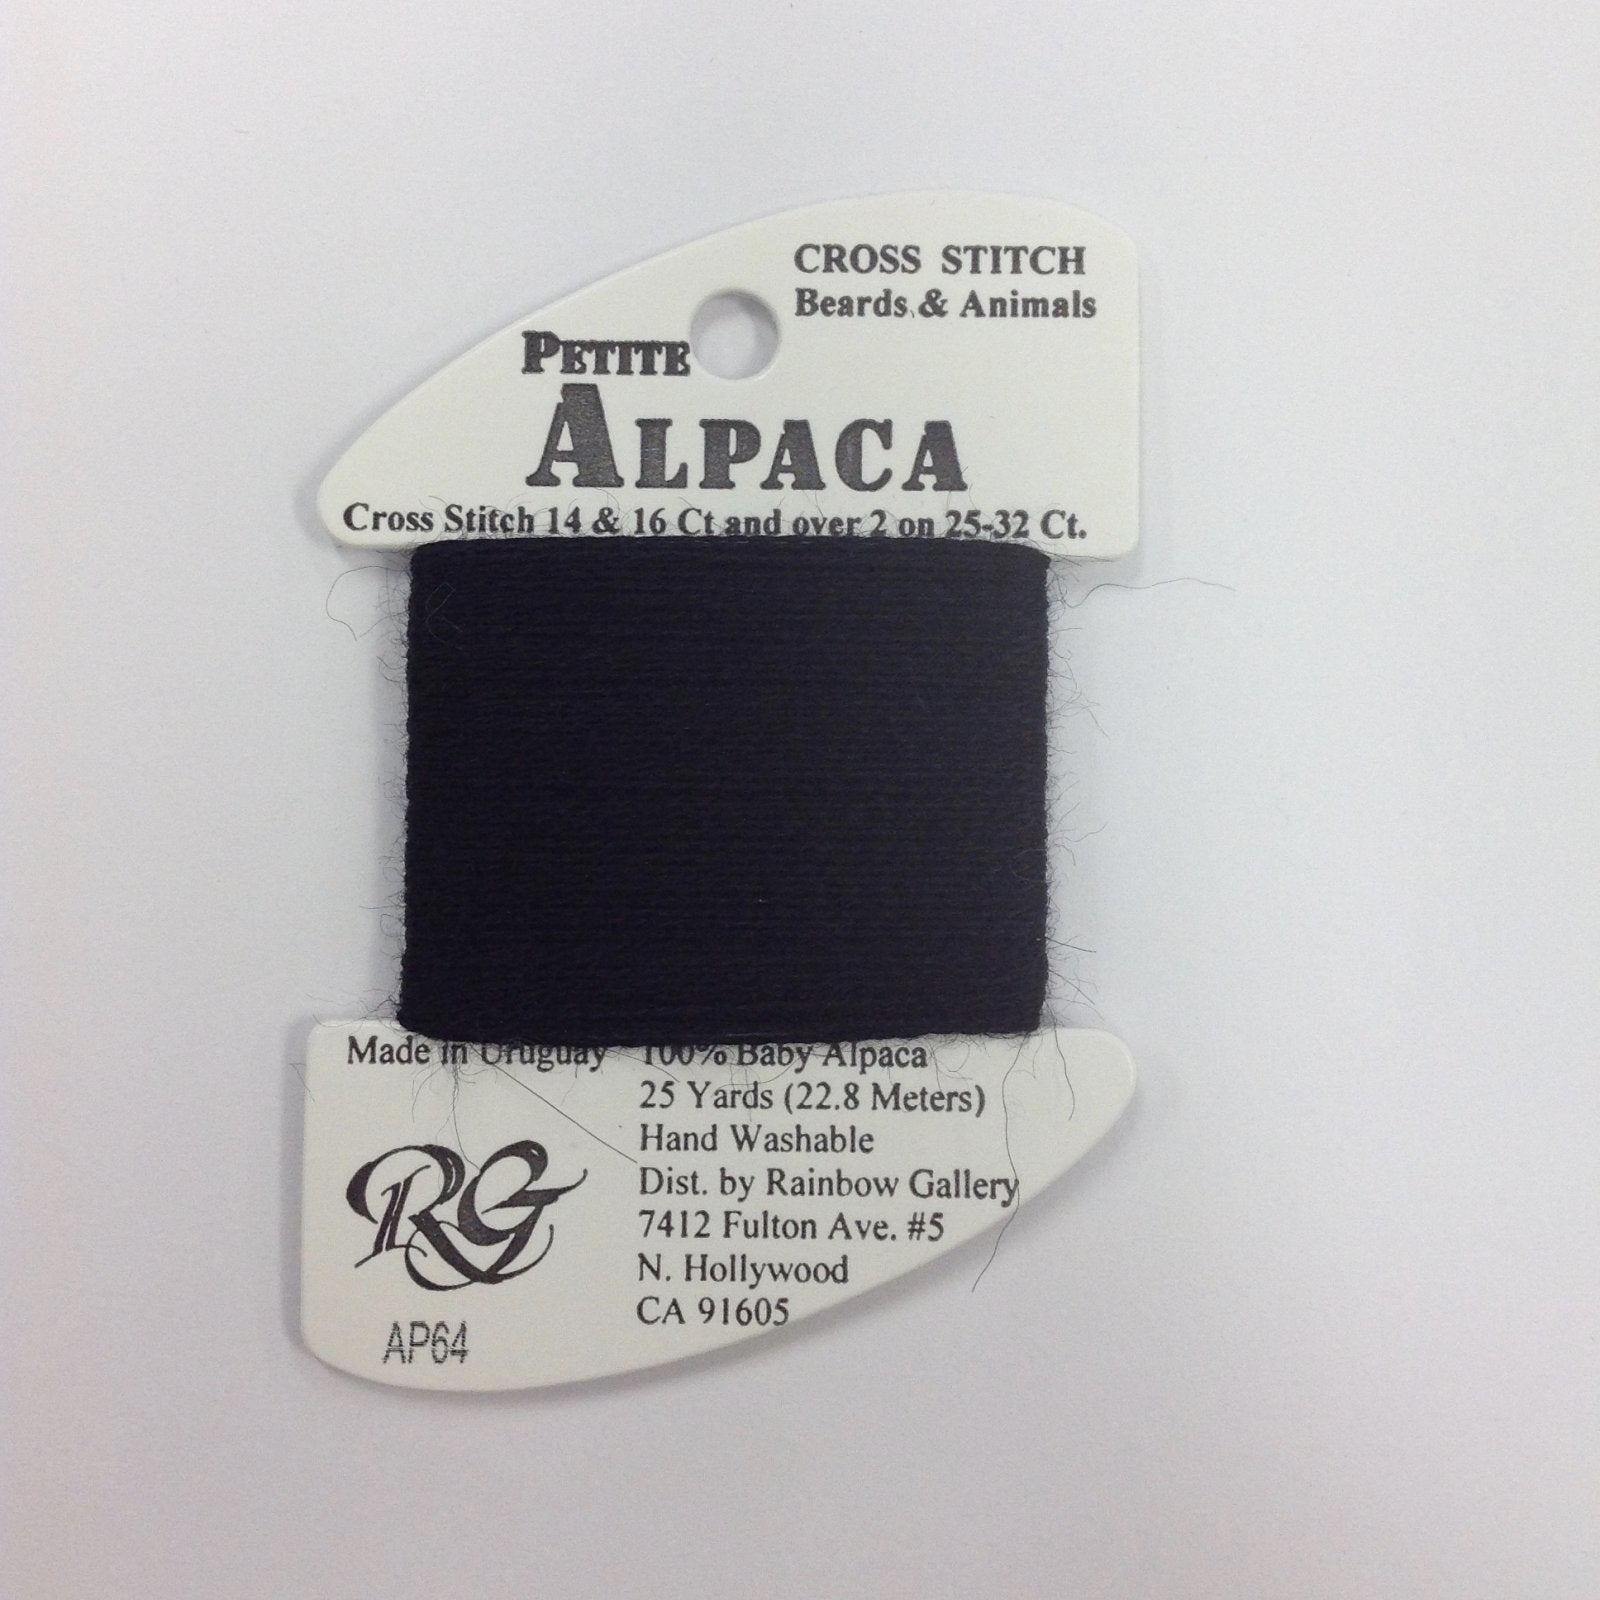 CROSS STITCH
Beards & Animals
PETITE
ALPACA
Cross Stitch 14 & 16 Ct and over 2 on 25-32 Ct.
Made in Uruguay 100% Baby Alpaca
25 Yards (22.8 Meters)
Hand Washable
Dist. by Rainbow Gallery
7412 Fulton Ave. #5
N. Hollywood
CA 91605
RG
AP64